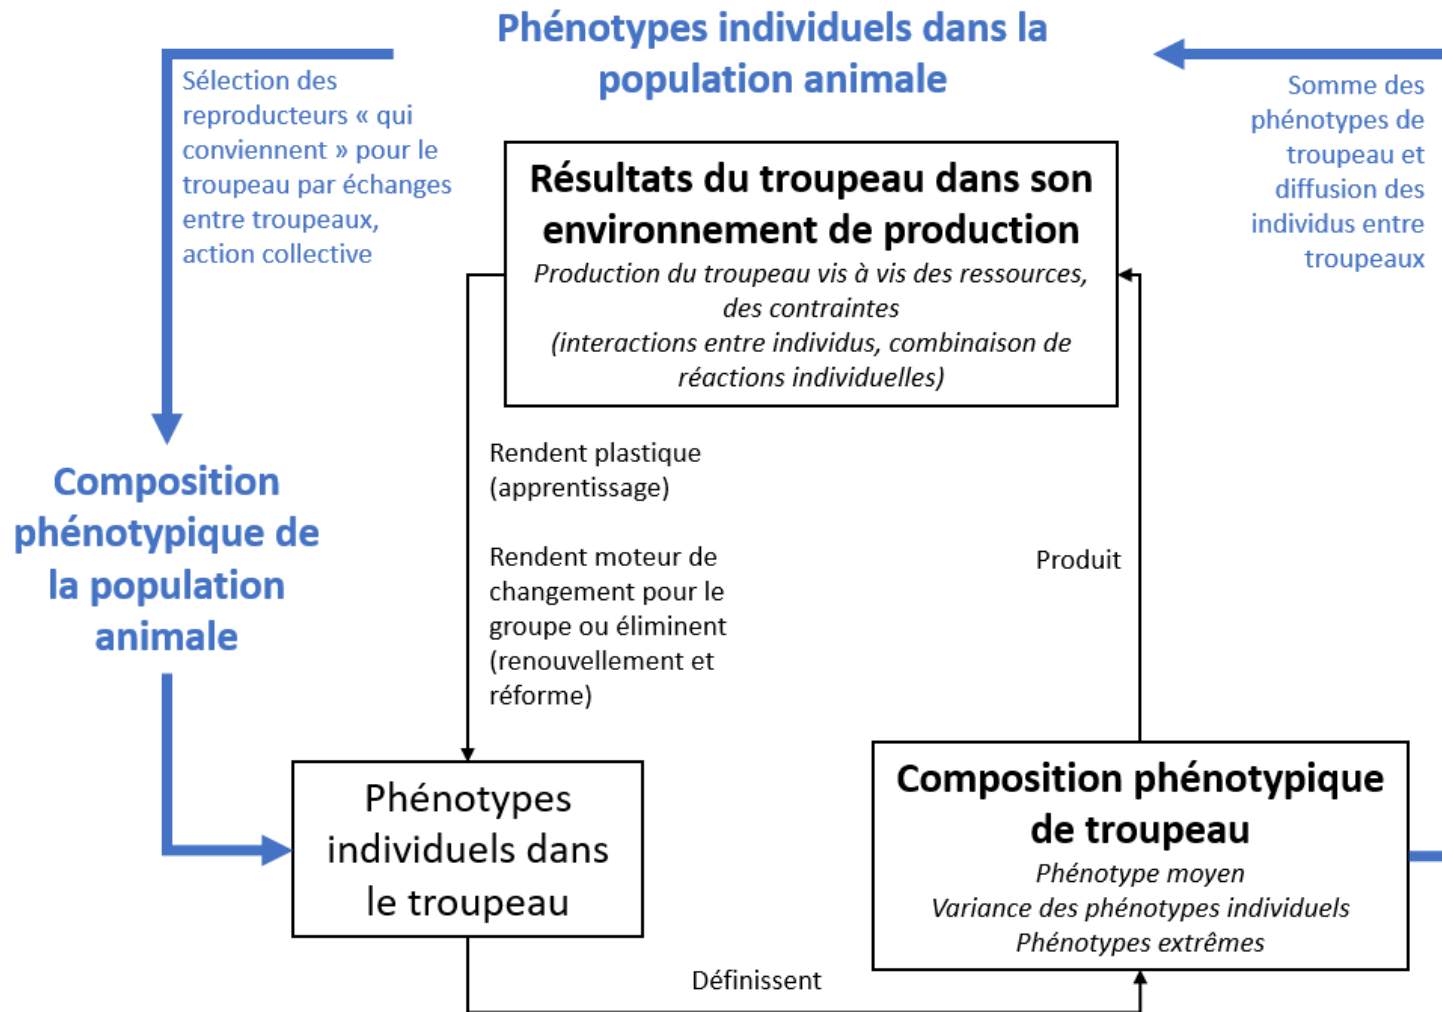 Phénotypes individuels dans la
population animale
Sélection des
reproducteurs « qui
conviennent » pour le
troupeau par échanges
entre troupeaux,
action collective
Somme des
phénotypes de
troupeau et
diffusion des
individus entre
troupeaux
Résultats du troupeau dans son
environnement de production
Production du troupeau vis à vis des ressources,
des contraintes
(interactions entre individus, combinaison de
réactions individuelles)
Rendent plastique
(apprentissage)
Rendent moteur de
changement pour le
groupe ou éliminent
(renouvellement et
réforme)
Composition
phénotypique de
la population
animale
Produit
Phénotypes
individuels dans
le troupeau
Composition phénotypique
de troupeau
Phénotype moyen
Variance des phénotypes individuels
Phénotypes extrêmes
Définissent